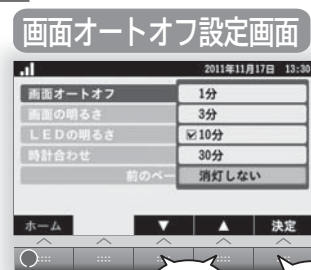 画面オートオフ設定画面
2011年11月17日 13:30
画面オートオフ 1分
画面の明るさ 3分
LEDの明るさ 10分
時計合わせ 30分
前のペー 消灯しない
ホーム ▼ ▲ 決定